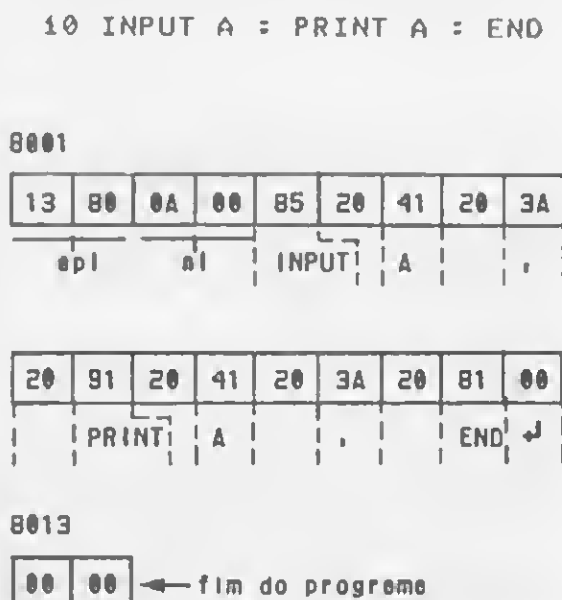 10 INPUT A : PRINT A : END
8001
13 80 0A 00 85 20 41 20 3A
apl nl INPUT A :
20 91 20 41 20 3A 20 81 00
PRINT A : END ↵
8013
00 00 ← fim do programa